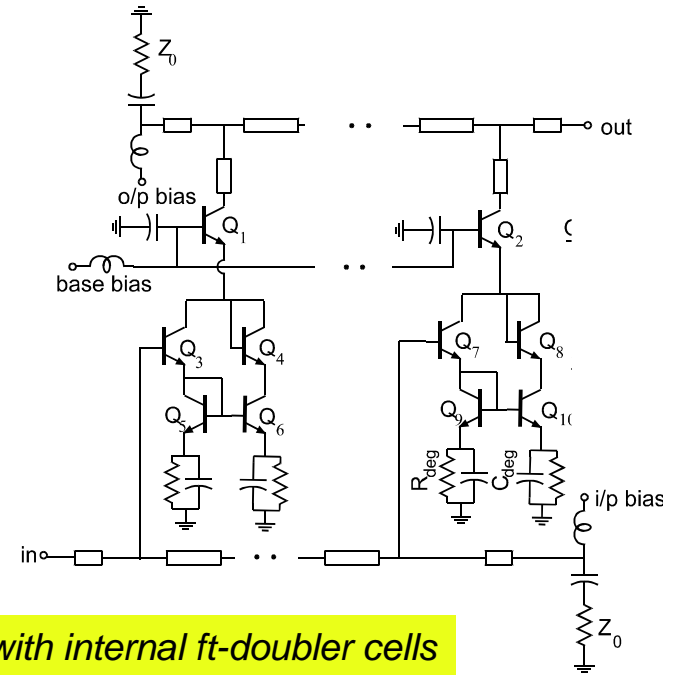 Z0
out
o/p bias
Q1
Q2
base bias
Q3
Q4
Q7
Q8
Q5
Q6
Q9
Q10
Rdeg
Cdeg
i/p bias
in
Z0
with internal ft-doubler cells